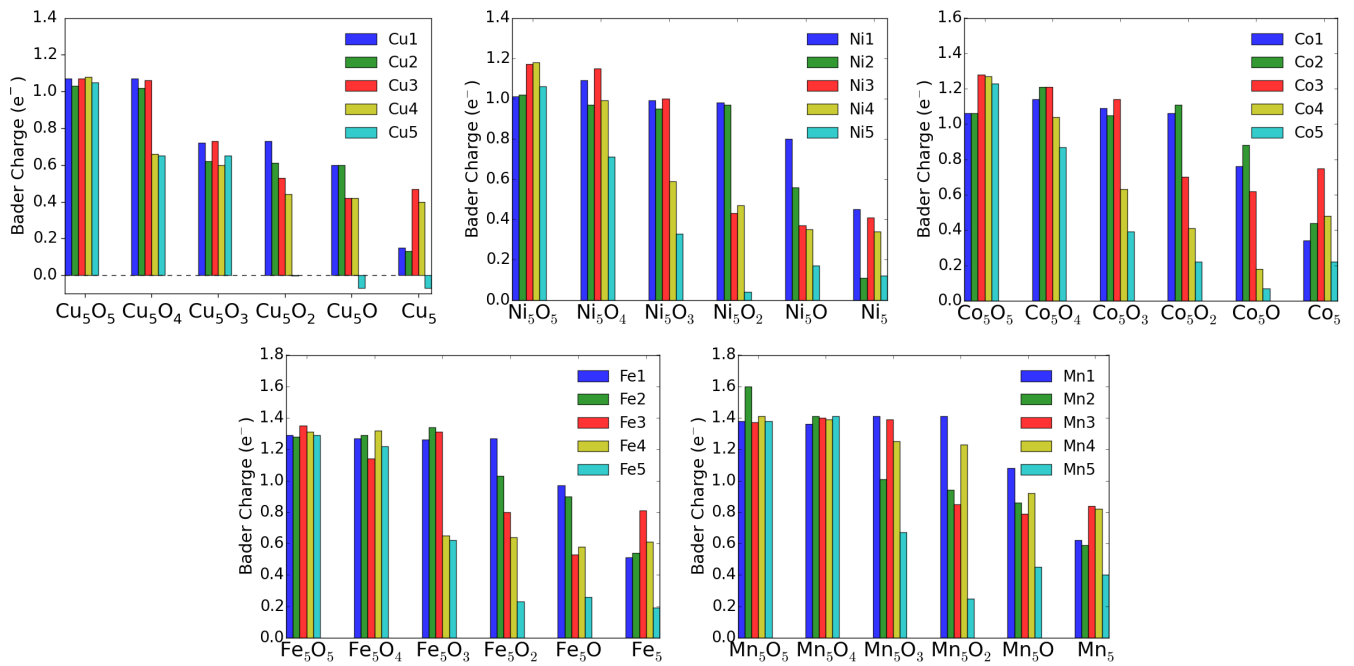 Bader Charge (e⁻)
1.4
1.2
1.0
0.8
0.6
0.4
0.2
0.0
Cu1
Cu2
Cu3
Cu4
Cu5
Cu₅O₅ Cu₅O₄ Cu₅O₃ Cu₅O₂ Cu₅O Cu₅
Bader Charge (e⁻)
1.4
1.2
1.0
0.8
0.6
0.4
0.2
0.0
Ni1
Ni2
Ni3
Ni4
Ni5
Ni₅O₅ Ni₅O₄ Ni₅O₃ Ni₅O₂ Ni₅O Ni₅
Bader Charge (e⁻)
1.6
1.4
1.2
1.0
0.8
0.6
0.4
0.2
0.0
Co1
Co2
Co3
Co4
Co5
Co₅O₅ Co₅O₄ Co₅O₃ Co₅O₂ Co₅O Co₅
Bader Charge (e⁻)
1.8
1.6
1.4
1.2
1.0
0.8
0.6
0.4
0.2
0.0
Fe1
Fe2
Fe3
Fe4
Fe5
Fe₅O₅ Fe₅O₄ Fe₅O₃ Fe₅O₂ Fe₅O Fe₅
Bader Charge (e⁻)
1.8
1.6
1.4
1.2
1.0
0.8
0.6
0.4
0.2
0.0
Mn1
Mn2
Mn3
Mn4
Mn5
Mn₅O₅ Mn₅O₄ Mn₅O₃ Mn₅O₂ Mn₅O Mn₅